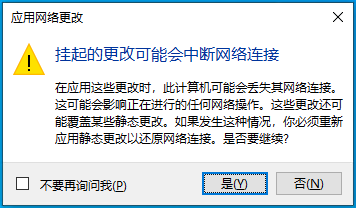 应用网络更改
挂起的更改可能会中断网络连接
在应用这些更改时，此计算机可能会丢失其网络连接。
这可能会影响正在进行的任何网络操作。这些更改还可
能覆盖某些静态更改。如果发生这种情况，你必须重新
应用静态更改以还原网络连接。是否要继续?
不要再询问我(P)
是(Y)
否(N)